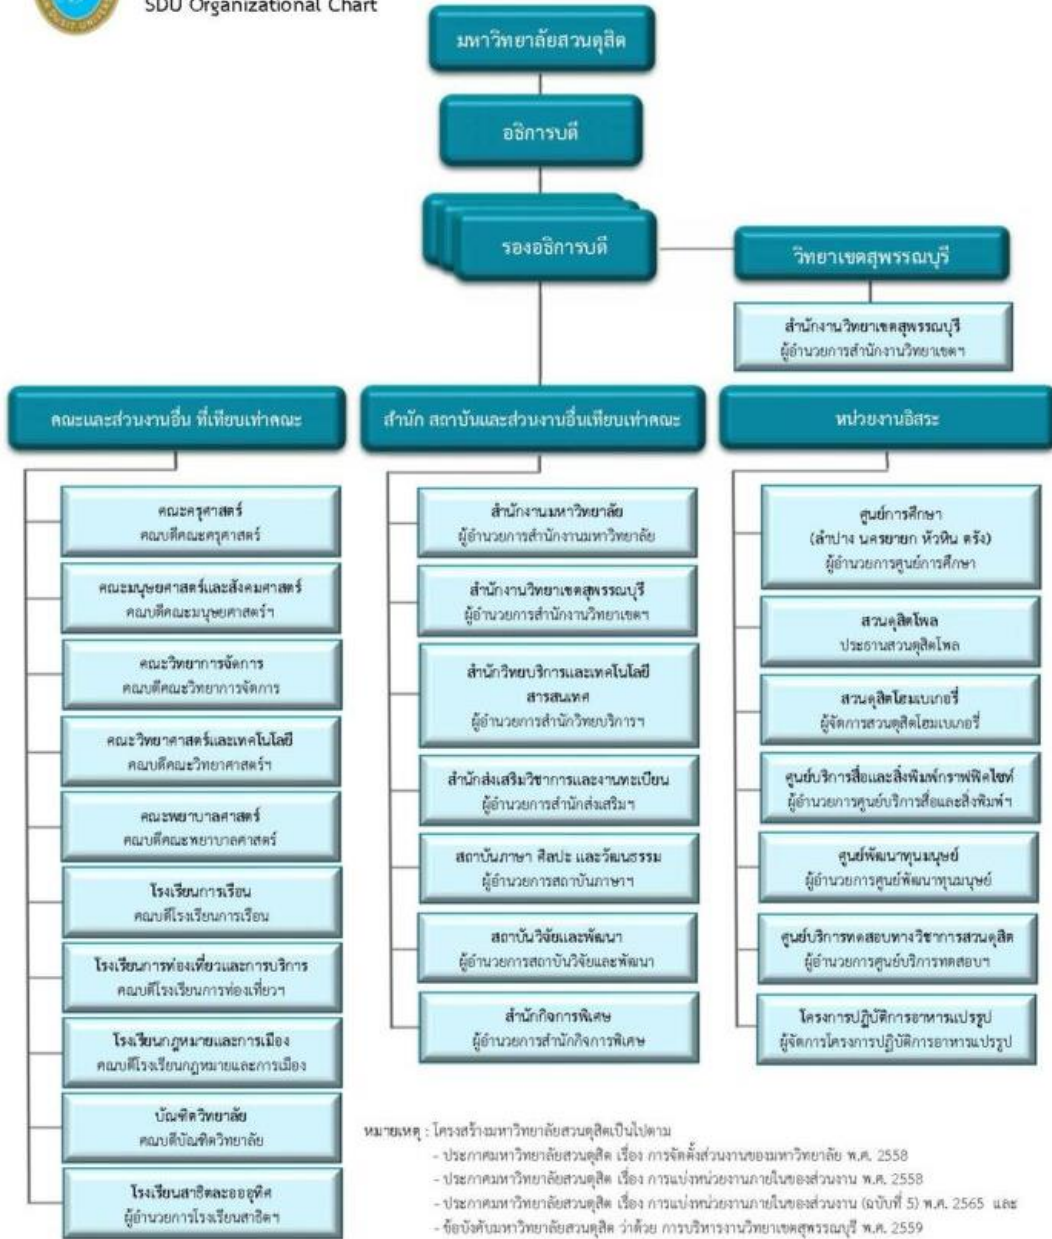 SDU Organizational Chart
มหาวิทยาลัยสวนดุสิต
อธิการบดี
รองอธิการบดี
วิทยาเขตสุพรรณบุรี
สำนักงานวิทยาเขตสุพรรณบุรี
ผู้อำนวยการสำนักงานวิทยาเขตฯ
คณะและส่วนงานอื่น ที่เทียบเท่าคณะ
คณะครุศาสตร์
คณบดีคณะครุศาสตร์
คณะมนุษยศาสตร์และสังคมศาสตร์
คณบดีคณะมนุษยศาสตร์ฯ
คณะวิทยาการจัดการ
คณบดีคณะวิทยาการจัดการ
คณะวิทยาศาสตร์และเทคโนโลยี
คณบดีคณะวิทยาศาสตร์ฯ
คณะพยาบาลศาสตร์
คณบดีคณะพยาบาลศาสตร์
โรงเรียนการเรือน
คณบดีโรงเรียนการเรือน
โรงเรียนการท่องเที่ยวและการบริการ
คณบดีโรงเรียนการท่องเที่ยวฯ
โรงเรียนกฎหมายและการเมือง
คณบดีโรงเรียนกฎหมายและการเมือง
บัณฑิตวิทยาลัย
คณบดีบัณฑิตวิทยาลัย
โรงเรียนสาธิตละอออุทิศ
ผู้อำนวยการโรงเรียนสาธิตฯ
สำนัก สถาบันและส่วนงานอื่นเทียบเท่าคณะ
สำนักงานมหาวิทยาลัย
ผู้อำนวยการสำนักงานมหาวิทยาลัย
สำนักงานวิทยาเขตสุพรรณบุรี
ผู้อำนวยการสำนักงานวิทยาเขตฯ
สำนักวิทยบริการและเทคโนโลยี
สารสนเทศ
ผู้อำนวยการสำนักวิทยบริการฯ
สำนักส่งเสริมวิชาการและงานทะเบียน
ผู้อำนวยการสำนักส่งเสริมฯ
สถาบันภาษา ศิลปะ และวัฒนธรรม
ผู้อำนวยการสถาบันภาษาฯ
สถาบันวิจัยและพัฒนา
ผู้อำนวยการสถาบันวิจัยและพัฒนา
สำนักกิจการพิเศษ
ผู้อำนวยการสำนักกิจการพิเศษ
หน่วยงานอิสระ
ศูนย์การศึกษา
(ลำปาง นครนายก หัวหิน ตรัง)
ผู้อำนวยการศูนย์การศึกษา
สวนดุสิตโพล
ประธานสวนดุสิตโพล
สวนดุสิตโฮมเบเกอรี่
ผู้จัดการสวนดุสิตโฮมเบเกอรี่
ศูนย์บริการสื่อและสิ่งพิมพ์กราฟฟิคไซท์
ผู้อำนวยการศูนย์บริการสื่อและสิ่งพิมพ์ฯ
ศูนย์พัฒนาทุนมนุษย์
ผู้อำนวยการศูนย์พัฒนาทุนมนุษย์
ศูนย์บริการทดสอบทางวิชาการสวนดุสิต
ผู้อำนวยการศูนย์บริการทดสอบฯ
โครงการปฏิบัติการอาหารแปรรูป
ผู้จัดการโครงการปฏิบัติการอาหารแปรรูป
หมายเหตุ : โครงสร้างมหาวิทยาลัยสวนดุสิตเป็นไปตาม
- ประกาศมหาวิทยาลัยสวนดุสิต เรื่อง การจัดตั้งส่วนงานของมหาวิทยาลัย พ.ศ. 2558
- ประกาศมหาวิทยาลัยสวนดุสิต เรื่อง การแบ่งหน่วยงานภายในของส่วนงาน พ.ศ. 2558
- ประกาศมหาวิทยาลัยสวนดุสิต เรื่อง การแบ่งหน่วยงานภายในของส่วนงาน (ฉบับที่ 5) พ.ศ. 2565 และ
- ข้อบังคับมหาวิทยาลัยสวนดุสิต ว่าด้วย การบริหารงานวิทยาเขตสุพรรณบุรี พ.ศ. 2559